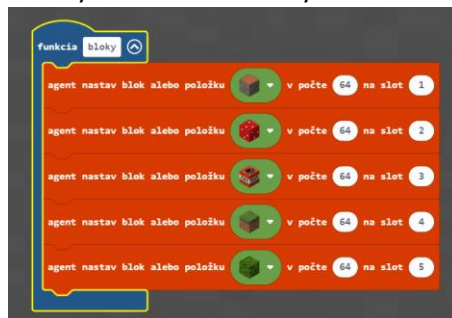 funkcia bloky
agent nastav blok alebo položku v počte 64 na slot 1
agent nastav blok alebo položku v počte 64 na slot 2
agent nastav blok alebo položku v počte 64 na slot 3
agent nastav blok alebo položku v počte 64 na slot 4
agent nastav blok alebo položku v počte 64 na slot 5